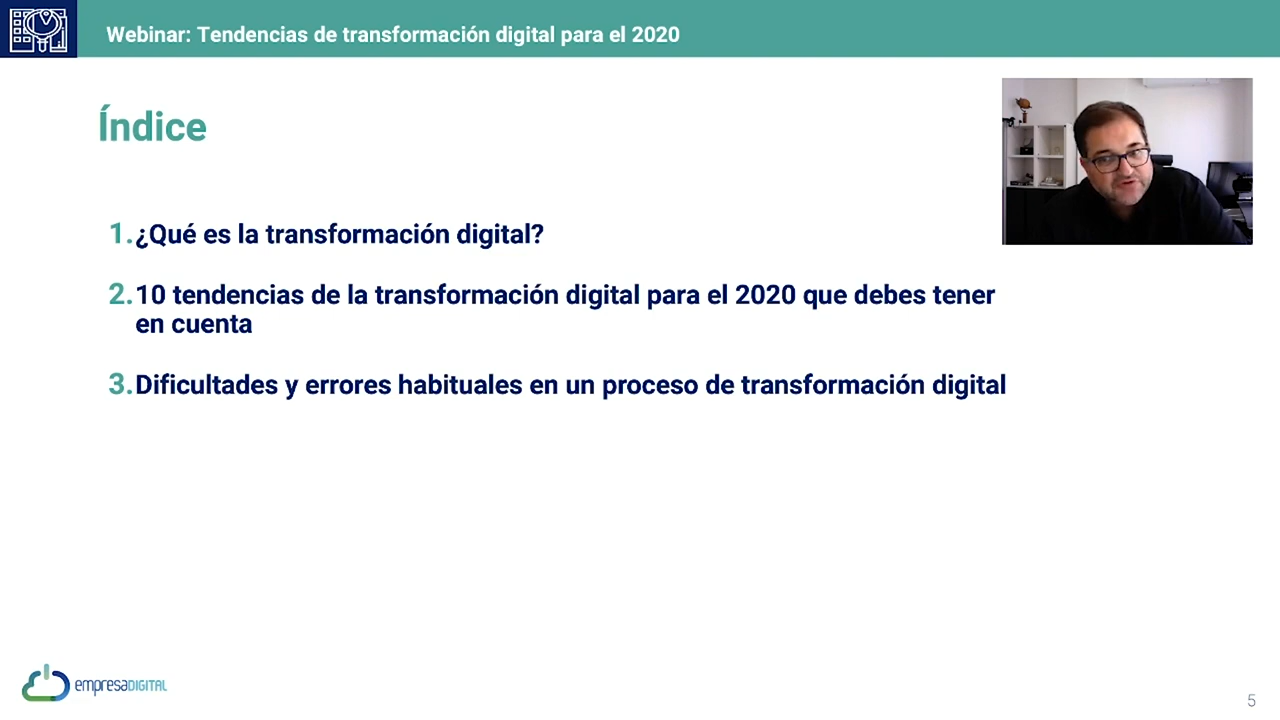 Webinar: Tendencias de transformación digital para el 2020
Índice
1. ¿Qué es la transformación digital?
2. 10 tendencias de la transformación digital para el 2020 que debes tener
en cuenta
3. Dificultades y errores habituales en un proceso de transformación digital
empresaDIGITAL
5